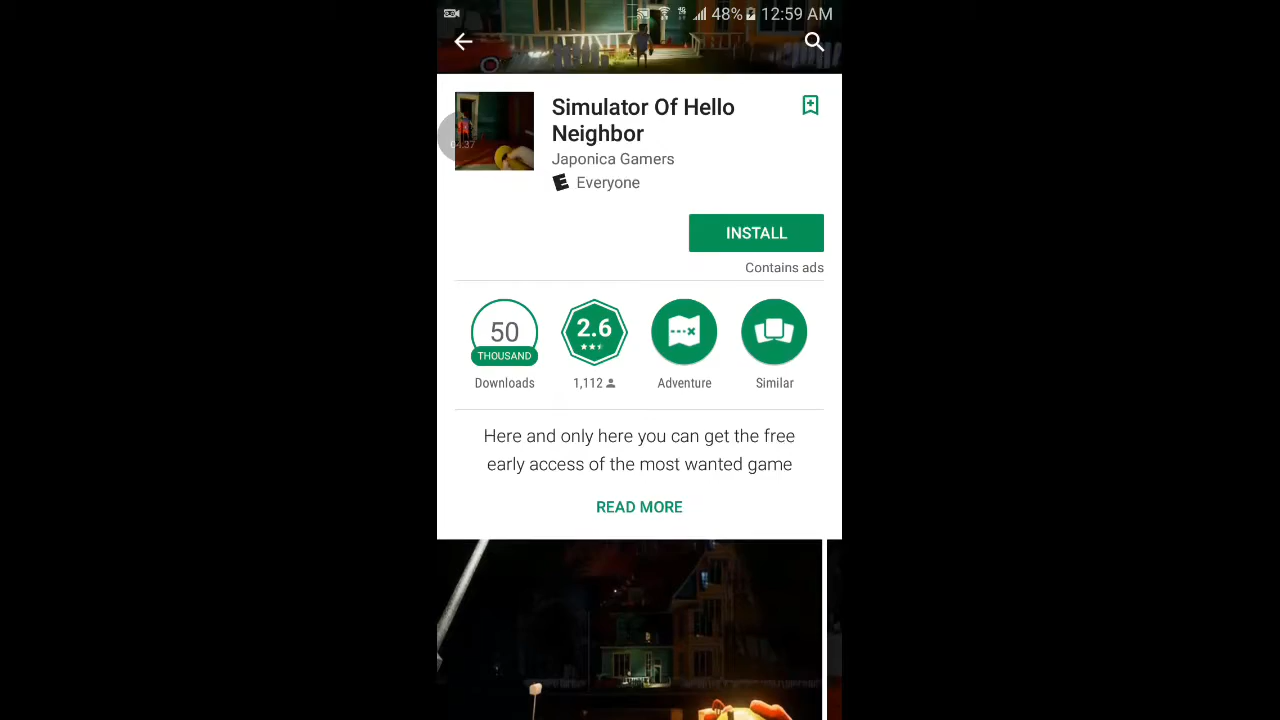 48% 12:59 AM
Simulator Of Hello
Neighbor
04:37
Japonica Gamers
E Everyone
INSTALL
Contains ads
50
THOUSAND
2.6
Downloads
1,112
Adventure
Similar
Here and only here you can get the free
early access of the most wanted game
READ MORE